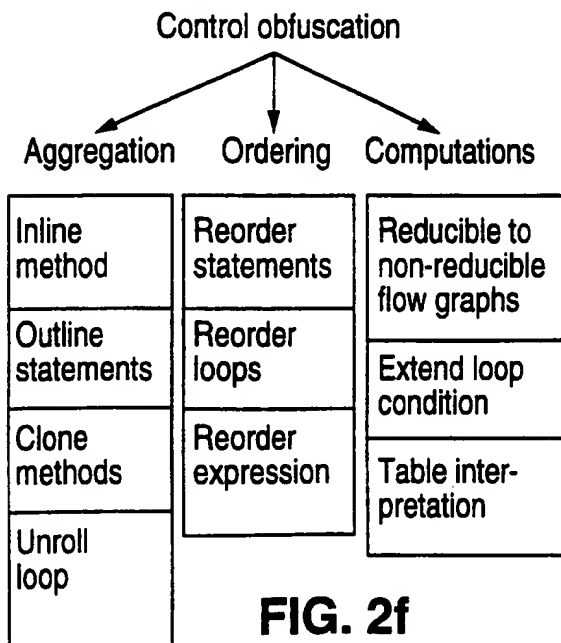 Control obfuscation
Aggregation Ordering Computations
Inline
method
Outline
statements
Clone
methods
Unroll
loop
Reorder
statements
Reorder
loops
Reorder
expression
Reducible to
non-reducible
flow graphs
Extend loop
condition
Table inter-
pretation
FIG. 2f